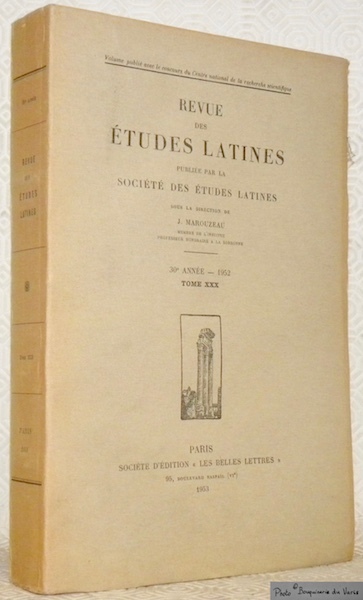 Volume publié avec le concours du Centre national de la recherche scientifique
REVUE
DES
ÉTUDES LATINES
PUBLIÉE PAR LA
SOCIÉTÉ DES ÉTUDES LATINES
SOUS LA DIRECTION DE
J. MAROUZEAU
MEMBRE DE L'INSTITUT
PROFESSEUR HONORAIRE A LA SORBONNE
30e ANNÉE — 1952
TOME XXX
PARIS
SOCIÉTÉ D'ÉDITION « LES BELLES LETTRES »
95, BOULEVARD RASPAIL (VIe)
1953
REVUE
DES
ÉTUDES
LATINES
PARIS
Photo © Bouquinerie du Varis